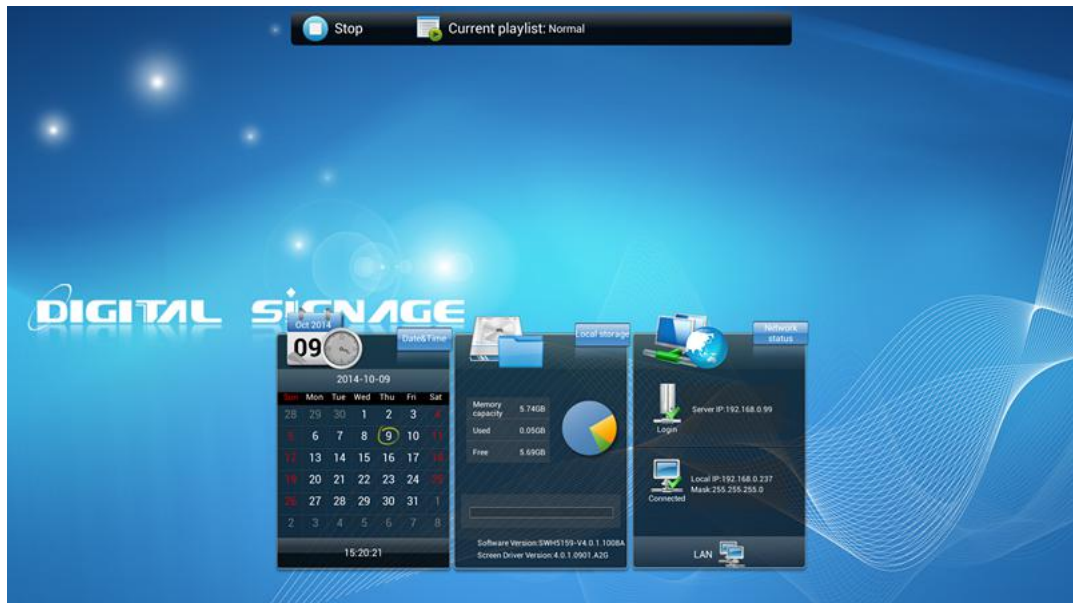 Stop
Current playlist: Normal
DIGITAL SIGNAGE
Oct 2014
09
Date&Time
2014-10-09
Sun Mon Tue Wed Thu Fri Sat
28 29 30 1 2 3 4
5 6 7 8 9 10 11
12 13 14 15 16 17 18
19 20 21 22 23 24 25
26 27 28 29 30 31 1
2 3 4 5 6 7 8
15:20:21
Local storage
Memory
capacity 5.74GB
Used 0.05GB
Free 5.69GB
Software Version:SWH5159-V4.0.1.1008A
Screen Driver Version:4.0.1.0901.A2G
Network
status
Server IP:192.168.0.99
Login
Local IP:192.168.0.237
Mask:255.255.255.0
Connected
LAN